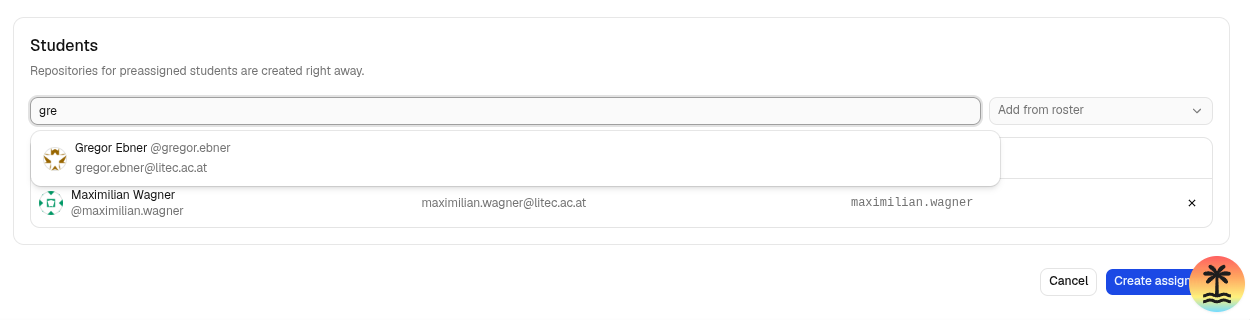 Students
Repositories for preassigned students are created right away.
gre
Add from roster
Gregor Ebner @gregor.ebner
gregor.ebner@litec.ac.at
Maximilian Wagner
@maximilian.wagner
maximilian.wagner@litec.ac.at
maximilian.wagner
Cancel
Create assign